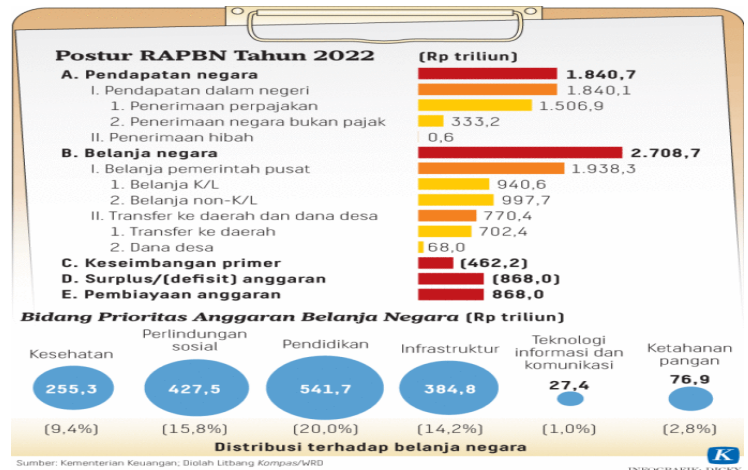 Postur RAPBN Tahun 2022 (Rp triliun)
A. Pendapatan negara 1.840,7
I. Pendapatan dalam negeri 1.840,1
1. Penerimaan perpajakan 1.506,9
2. Penerimaan negara bukan pajak 333,2
II. Penerimaan hibah 0,6
B. Belanja negara 2.708,7
I. Belanja pemerintah pusat 1.938,3
1. Belanja K/L 940,6
2. Belanja non-K/L 997,7
II. Transfer ke daerah dan dana desa 770,4
1. Transfer ke daerah 702,4
2. Dana desa 68,0
C. Keseimbangan primer (462,2)
D. Surplus/(defisit) anggaran (868,0)
E. Pembiayaan anggaran 868,0
Bidang Prioritas Anggaran Belanja Negara (Rp triliun)
Kesehatan
255,3
(9,4%)
Perlindungan
sosial
427,5
(15,8%)
Pendidikan
541,7
(20,0%)
Infrastruktur
384,8
(14,2%)
Teknologi
informasi dan
komunikasi
27,4
(1,0%)
Ketahanan
pangan
76,9
(2,8%)
Distribusi terhadap belanja negara
Sumber: Kementerian Keuangan; Diolah Litbang Kompas/WRD
K
INFOGRAFIK: DICKY